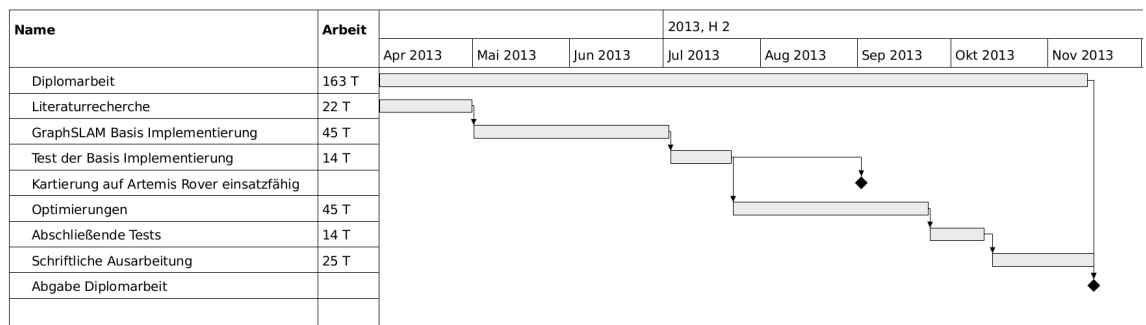 Name Arbeit 2013, H 2
Apr 2013 Mai 2013 Jun 2013 Jul 2013 Aug 2013 Sep 2013 Okt 2013 Nov 2013
Diplomarbeit 163 T
Literaturrecherche 22 T
GraphSLAM Basis Implementierung 45 T
Test der Basis Implementierung 14 T
Kartierung auf Artemis Rover einsatzfähig
Optimierungen 45 T
Abschließende Tests 14 T
Schriftliche Ausarbeitung 25 T
Abgabe Diplomarbeit